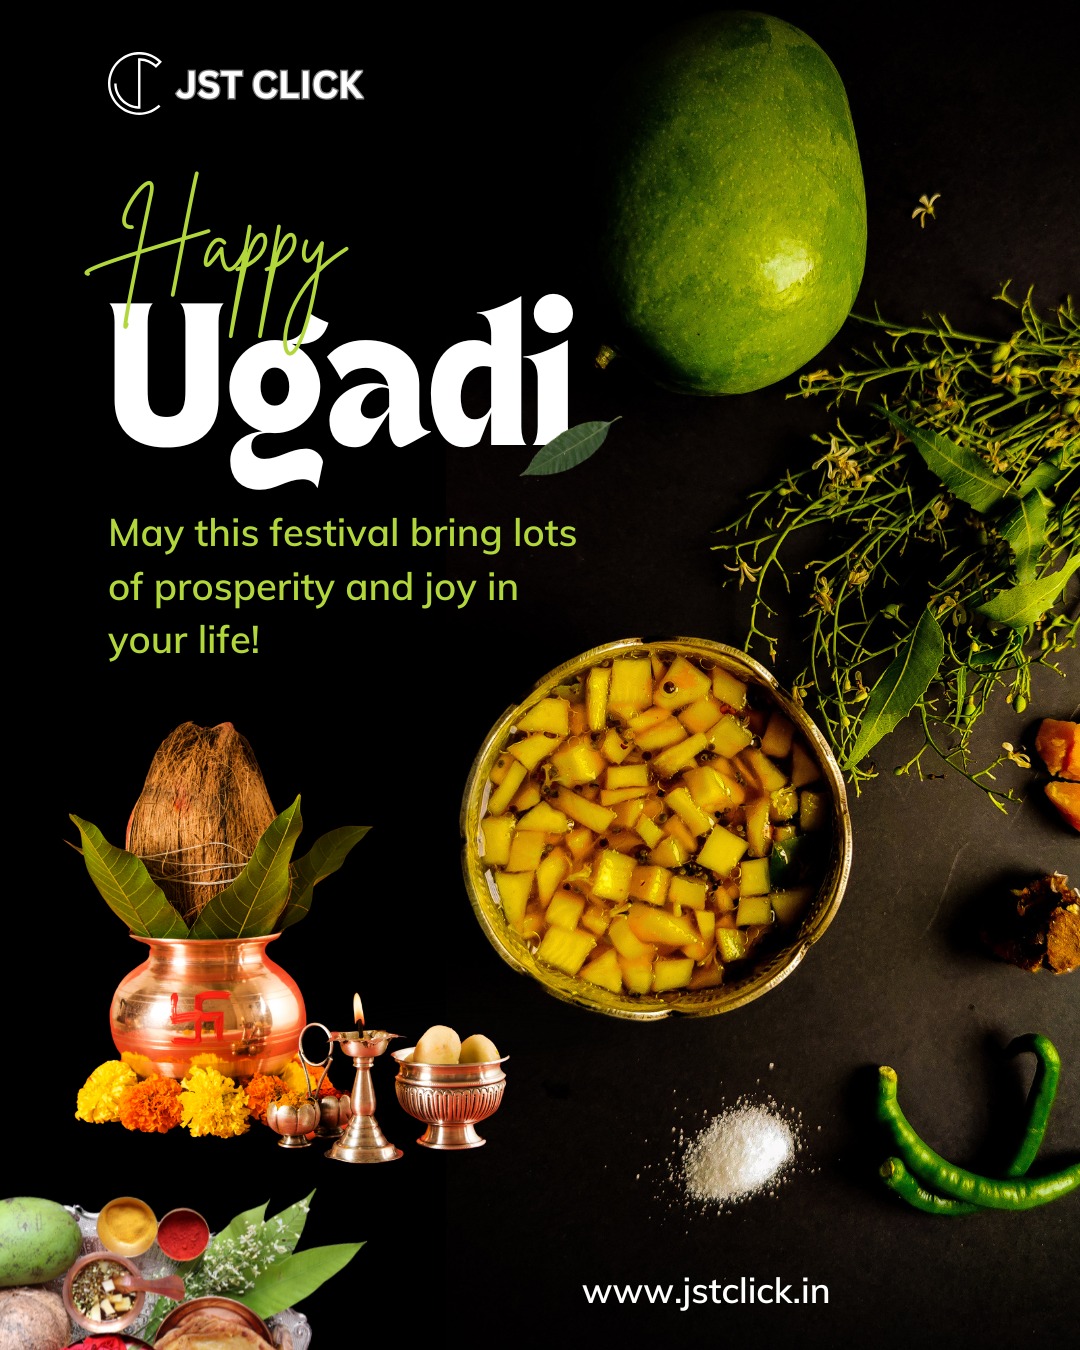 JST CLICK
Happy
Ugadi
May this festival bring lots
of prosperity and joy in
your life!
www.jstclick.in